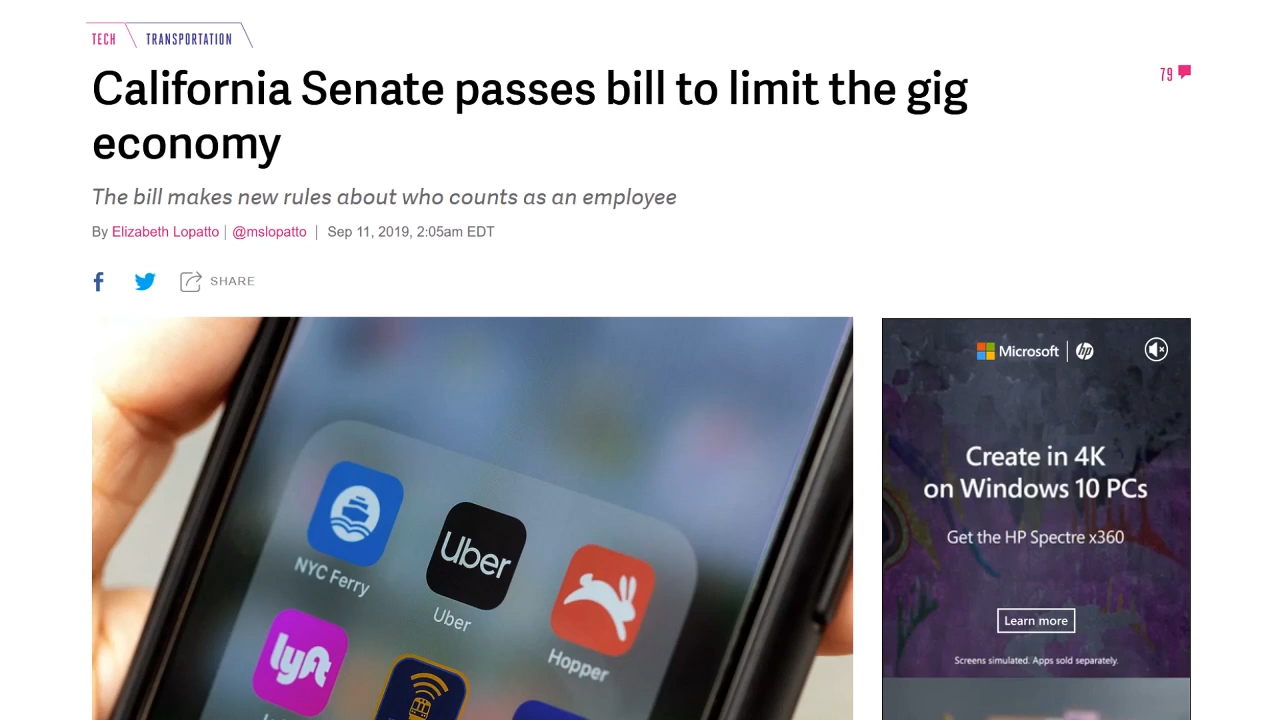 TECH
TRANSPORTATION
California Senate passes bill to limit the gig
economy
79
The bill makes new rules about who counts as an employee
By Elizabeth Lopatto | @mslopatto | Sep 11, 2019, 2:05am EDT
SHARE
NYC Ferry
Uber
Uber
Hopper
lyft
Microsoft | hp
Create in 4K
on Windows 10 PCs
Get the HP Spectre x360
Learn more
Screens simulated. Apps sold separately.